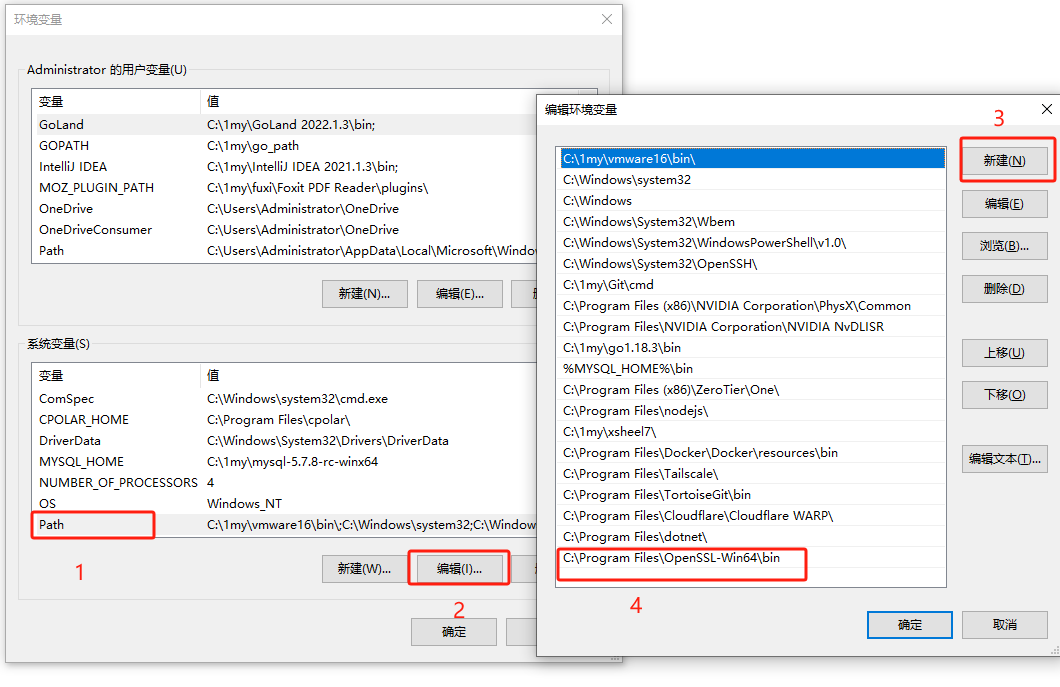 环境变量
Administrator 的用户变量(U)
变量 值
GoLand C:\1my\GoLand 2022.1.3\bin;
GOPATH C:\1my\go_path
IntelliJ IDEA C:\1my\IntelliJ IDEA 2021.1.3\bin;
MOZ_PLUGIN_PATH C:\1my\fuxi\Foxit PDF Reader\plugins\
OneDrive C:\Users\Administrator\OneDrive
OneDriveConsumer C:\Users\Administrator\OneDrive
Path C:\Users\Administrator\AppData\Local\Microsoft\Windo
新建(N)... 编辑(E)...
系统变量(S)
变量 值
ComSpec C:\Windows\system32\cmd.exe
CPOLAR_HOME C:\Program Files\cpolar\
DriverData C:\Windows\System32\Drivers\DriverData
MYSQL_HOME C:\1my\mysql-5.7.8-rc-winx64
NUMBER_OF_PROCESSORS 4
OS Windows_NT
Path C:\1my\vmware16\bin\;C:\Windows\system32;C:\Window
1
新建(W)... 编辑(I)...
2
确定
编辑环境变量
3
C:\1my\vmware16\bin\
C:\Windows\system32
C:\Windows
C:\Windows\System32\Wbem
C:\Windows\System32\WindowsPowerShell\v1.0\
C:\Windows\System32\OpenSSH\
C:\1my\Git\cmd
C:\Program Files (x86)\NVIDIA Corporation\PhysX\Common
C:\Program Files\NVIDIA Corporation\NVIDIA NvDLISR
C:\1my\go1.18.3\bin
%MYSQL_HOME%\bin
C:\Program Files (x86)\ZeroTier\One\
C:\Program Files\nodejs\
C:\1my\xsheel7\
C:\Program Files\Docker\Docker\resources\bin
C:\Program Files\Tailscale\
C:\Program Files\TortoiseGit\bin
C:\Program Files\Cloudflare\Cloudflare WARP\
C:\Program Files\dotnet\
C:\Program Files\OpenSSL-Win64\bin
4
新建(N)
编辑(E)
浏览(B)...
删除(D)
上移(U)
下移(O)
编辑文本(T)...
确定 取消